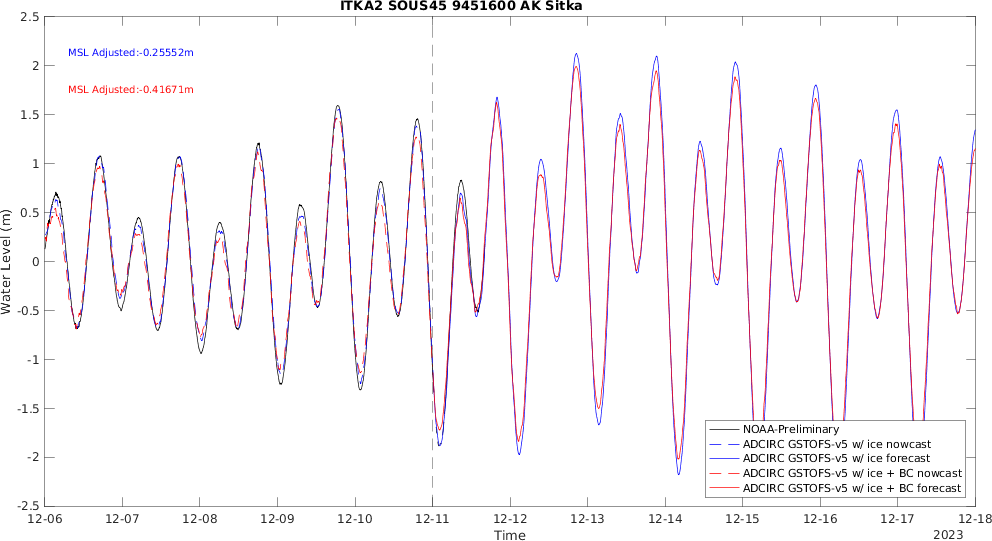 ITKA2 SOUS45 9451600 AK Sitka
MSL Adjusted:-0.25552m
MSL Adjusted:-0.41671m
Water Level (m)
2.5
2
1.5
1
0.5
0
-0.5
-1
-1.5
-2
-2.5
NOAA-Preliminary
ADCIRC GSTOFS-v5 w/ ice nowcast
ADCIRC GSTOFS-v5 w/ ice forecast
ADCIRC GSTOFS-v5 w/ ice + BC nowcast
ADCIRC GSTOFS-v5 w/ ice + BC forecast
12-06 12-07 12-08 12-09 12-10 12-11 12-12 12-13 12-14 12-15 12-16 12-17 12-18
Time
2023